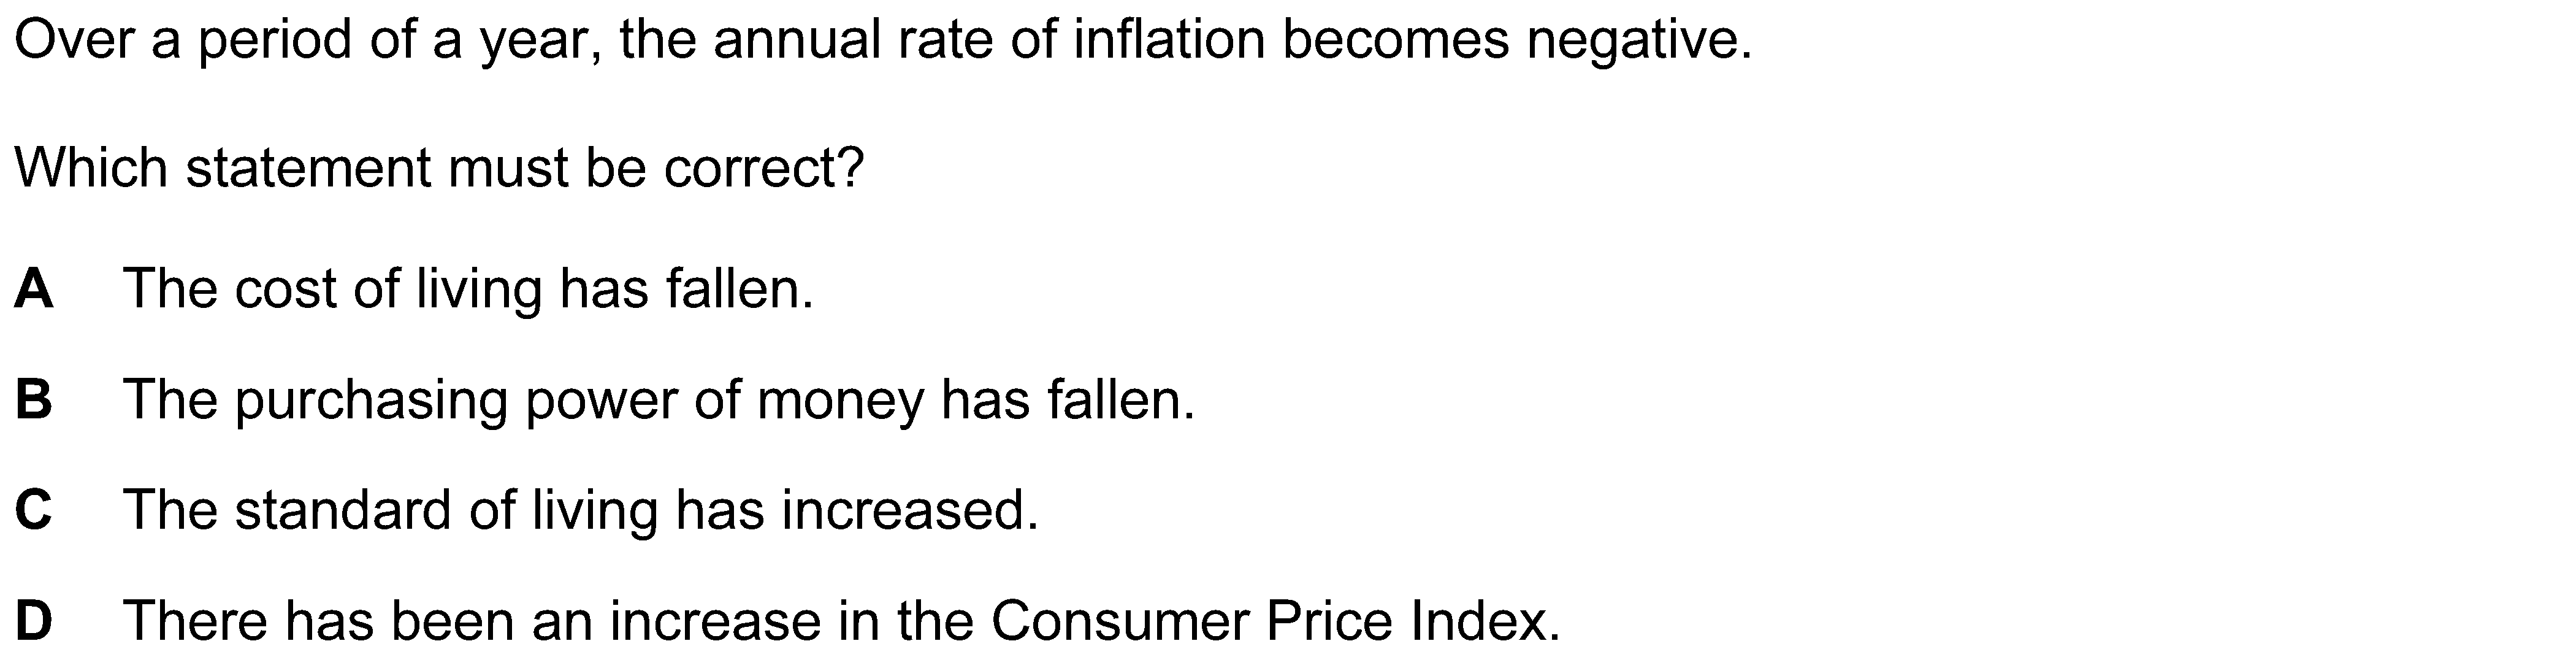 Over a period of a year, the annual rate of inflation becomes negative.
Which statement must be correct?
A The cost of living has fallen.
B The purchasing power of money has fallen.
C The standard of living has increased.
D There has been an increase in the Consumer Price Index.